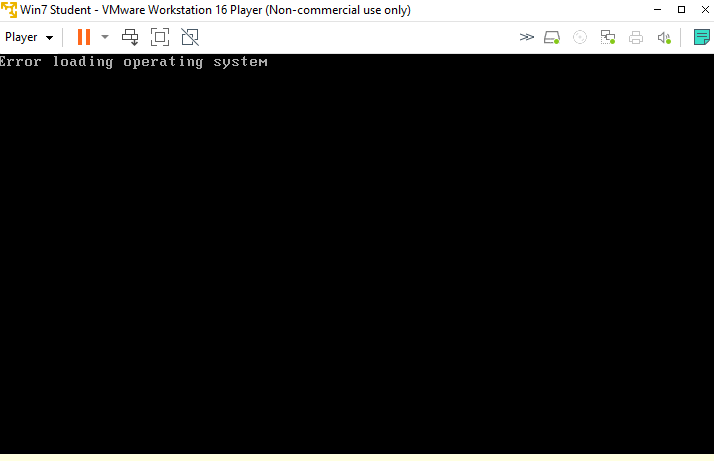 Win7 Student - VMware Workstation 16 Player (Non-commercial use only)
Player
Error loading operating system